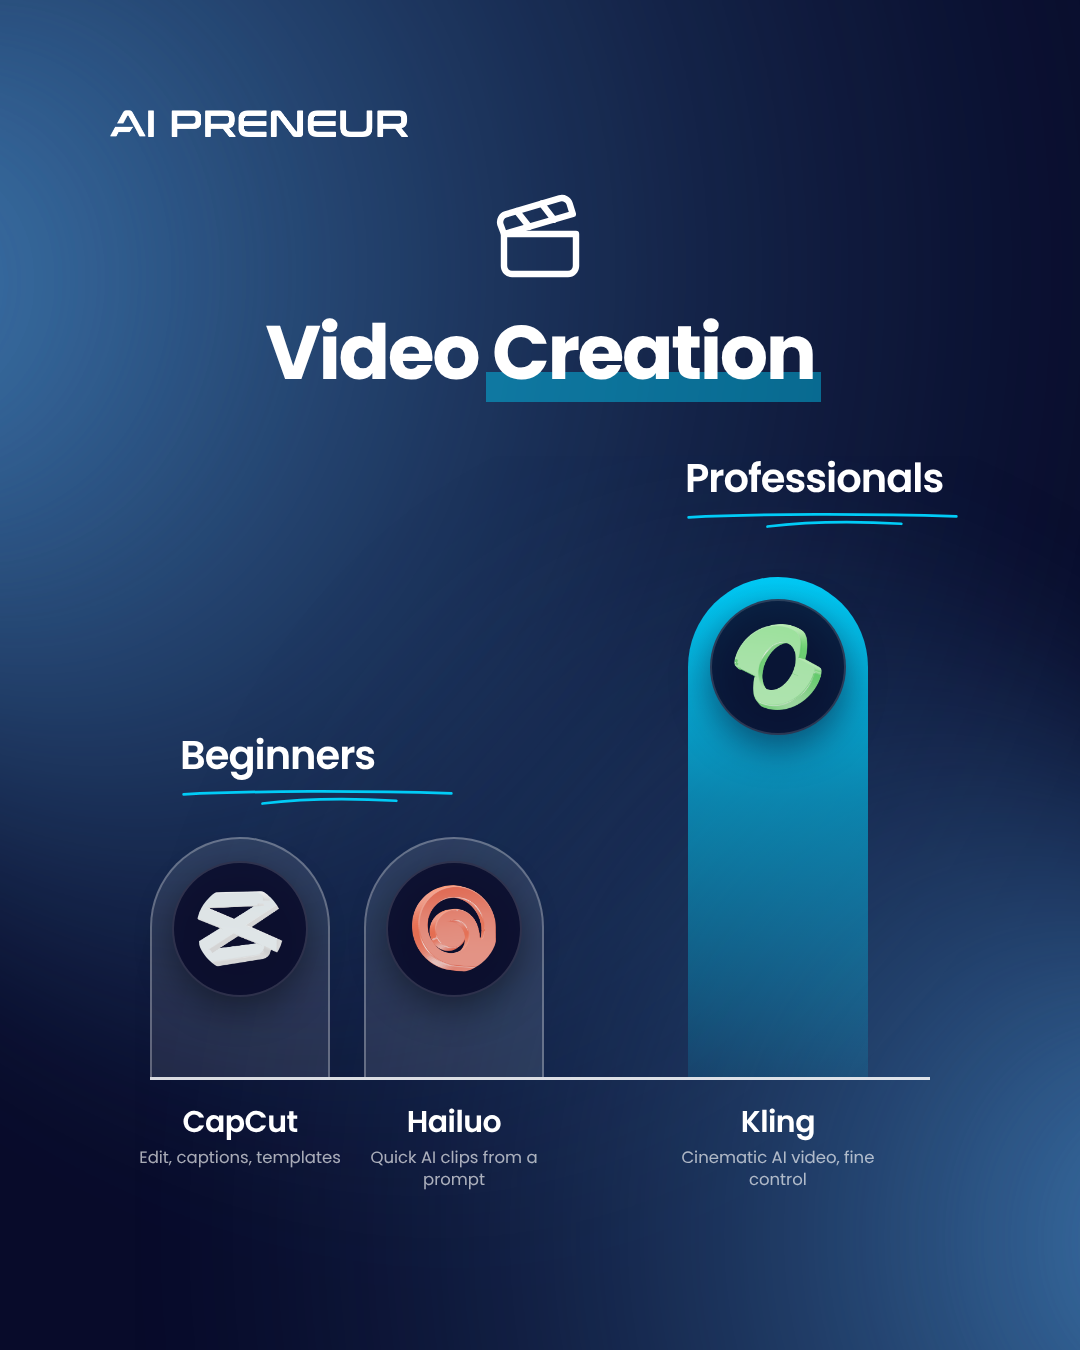 AI PRENEUR
Video Creation
Professionals
Beginners
CapCut
Edit, captions, templates
Hailuo
Quick AI clips from a
prompt
Kling
Cinematic AI video, fine
control